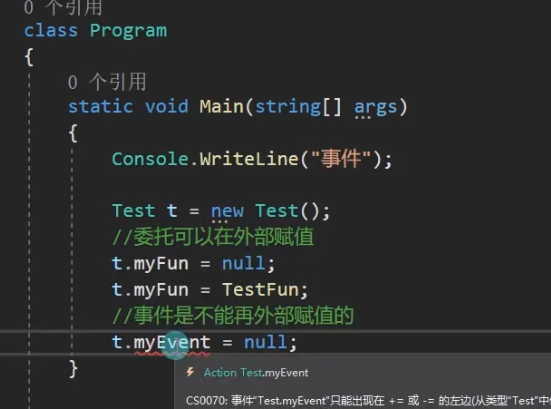 0 个引用
class Program
{
0 个引用
static void Main(string[] args)
{
Console.WriteLine("事件");
Test t = new Test();
//委托可以在外部赋值
t.myFun = null;
t.myFun = TestFun;
//事件是不能再外部赋值的
t.myEvent = null;
}
Action Test.myEvent
CS0070: 事件“Test.myEvent”只能出现在 += 或 -= 的左边(从类型“Test”中